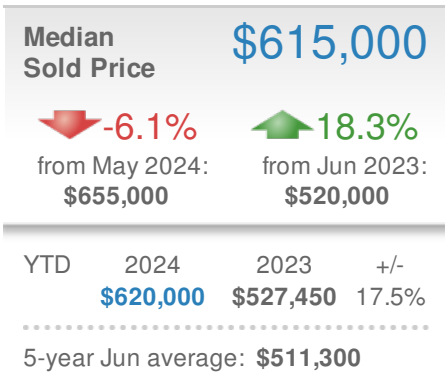 Median $615,000
Sold Price
-6.1% 18.3%
from May 2024: from Jun 2023:
$655,000 $520,000
YTD 2024 2023 +/-
$620,000 $527,450 17.5%
5-year Jun average: $511,300